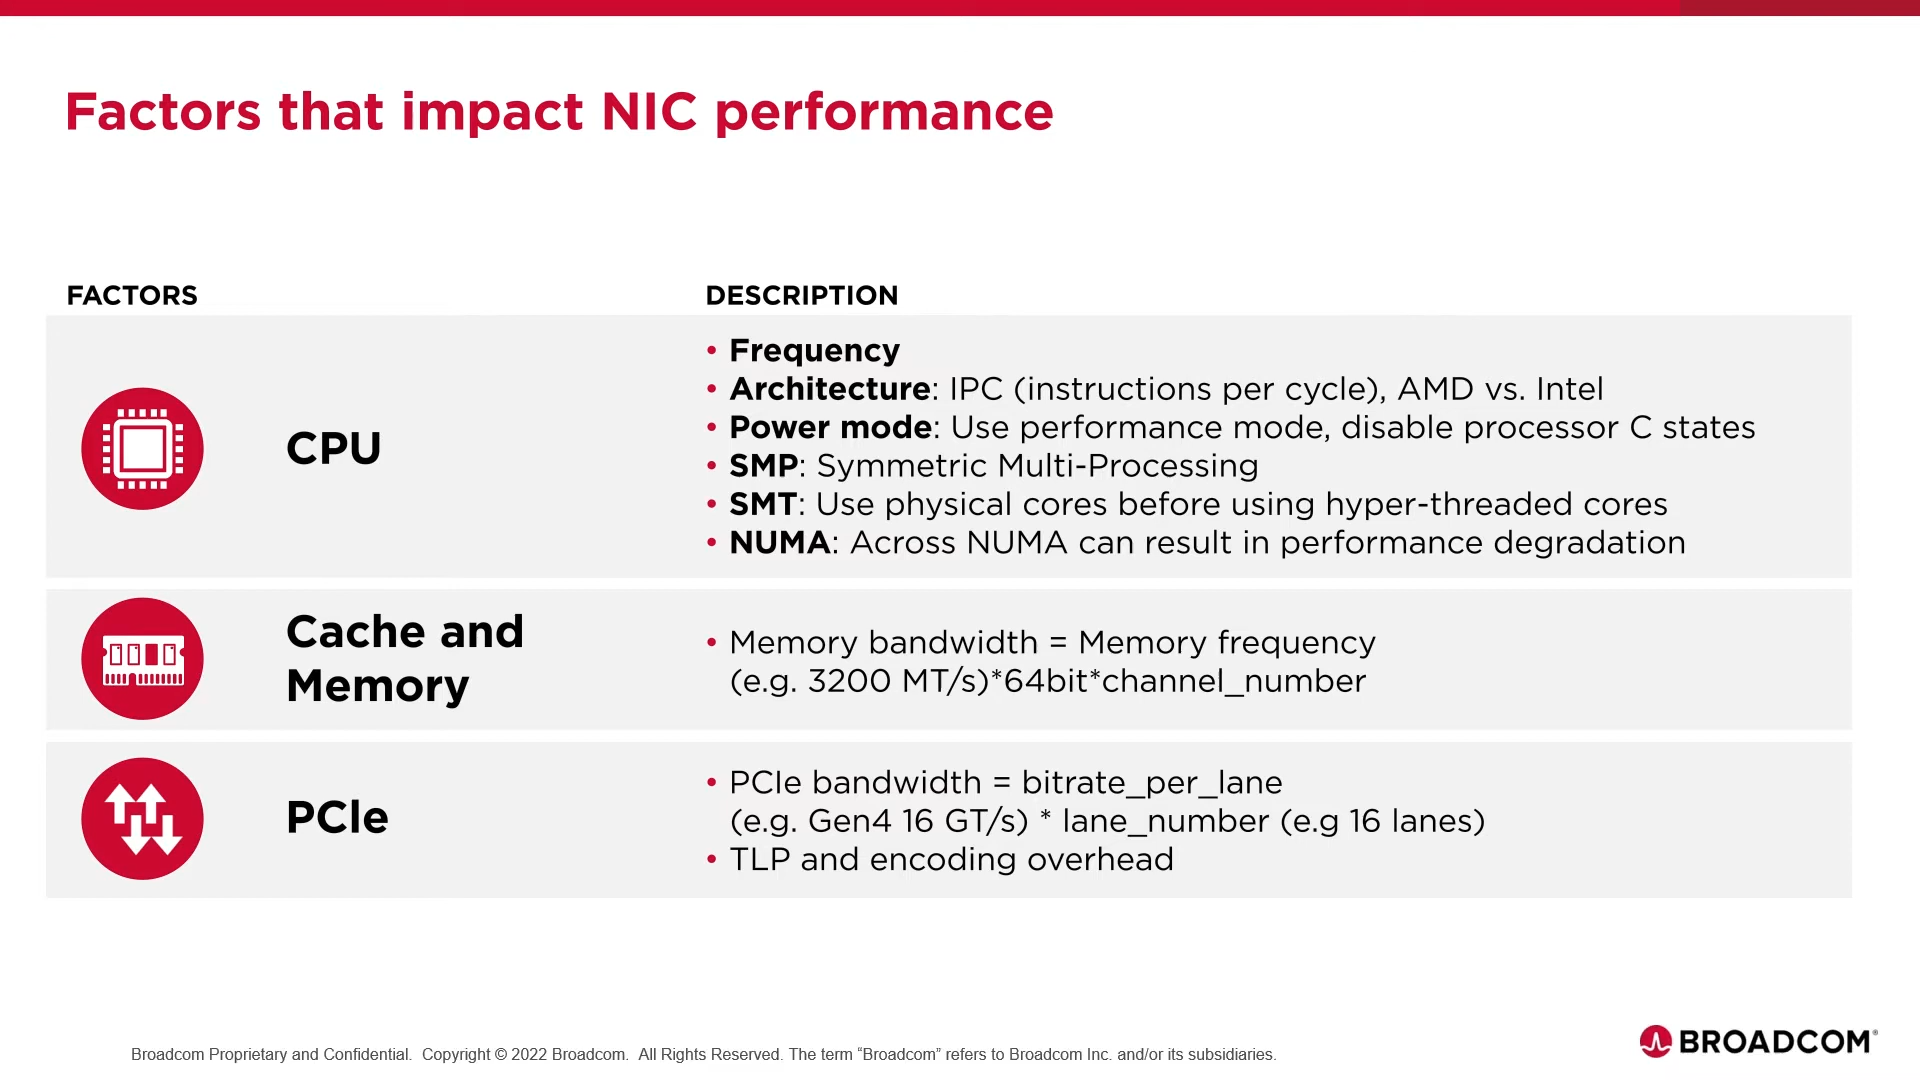 Factors that impact NIC performance
FACTORS
DESCRIPTION
CPU
• Frequency
• Architecture: IPC (instructions per cycle), AMD vs. Intel
• Power mode: Use performance mode, disable processor C states
• SMP: Symmetric Multi-Processing
• SMT: Use physical cores before using hyper-threaded cores
• NUMA: Across NUMA can result in performance degradation
Cache and
Memory
• Memory bandwidth = Memory frequency
(e.g. 3200 MT/s)*64bit*channel_number
PCIe
• PCIe bandwidth = bitrate_per_lane
(e.g. Gen4 16 GT/s) * lane_number (e.g 16 lanes)
• TLP and encoding overhead
Broadcom Proprietary and Confidential. Copyright © 2022 Broadcom. All Rights Reserved. The term “Broadcom” refers to Broadcom Inc. and/or its subsidiaries.
BROADCOM®